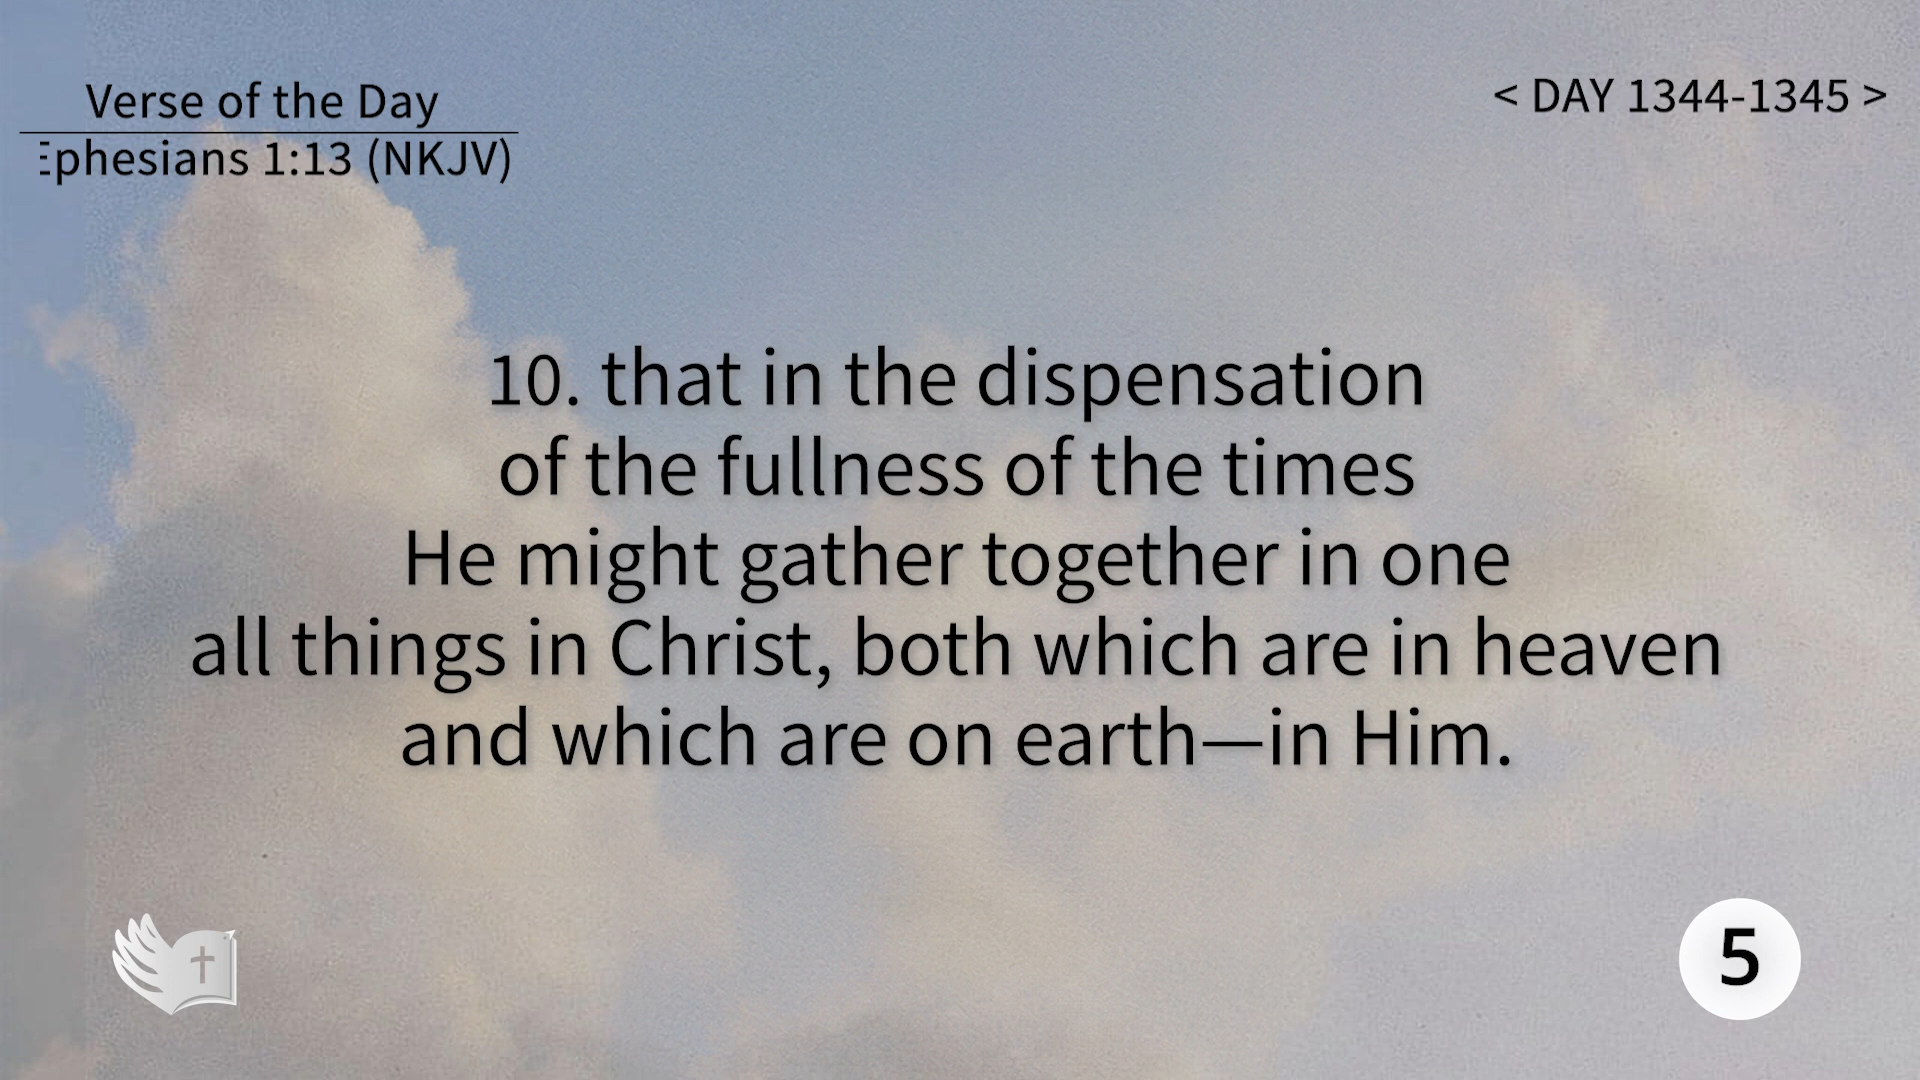 Verse of the Day
Ephesians 1:13 (NKJV)
< DAY 1344-1345 >
10. that in the dispensation
of the fullness of the times
He might gather together in one
all things in Christ, both which are in heaven
and which are on earth—in Him.
5